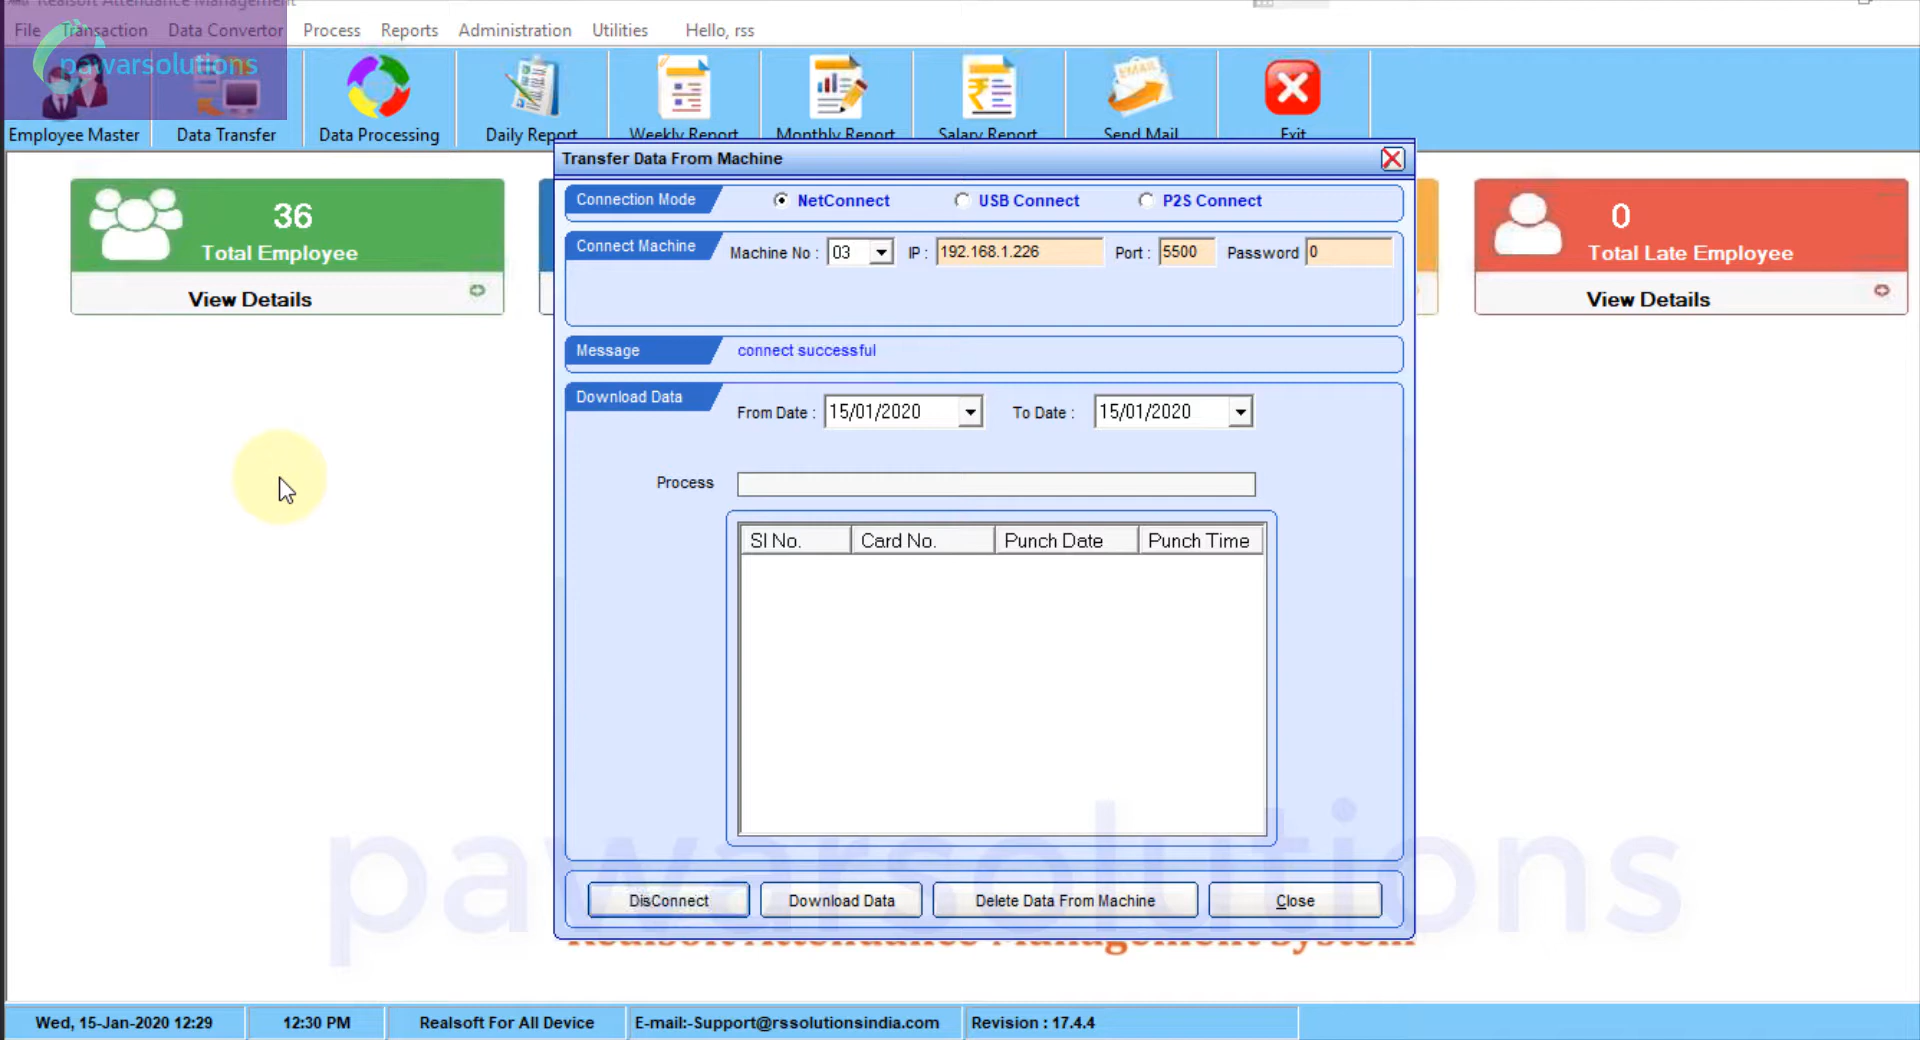 Realsoft Attendance Management
File Transaction Data Convertor Process Reports Administration Utilities Hello, rss
pawarsolutions
Employee Master Data Transfer Data Processing Daily Report Weekly Report Monthly Report Salary Report Send Mail Exit
EMAIL
Transfer Data From Machine
Connection Mode NetConnect USB Connect P2S Connect
36
Total Employee
View Details
0
Total Late Employee
View Details
Connect Machine Machine No : 03 IP : 192.168.1.226 Port : 5500 Password 0
Message connect successful
Download Data
From Date : 15/01/2020 To Date : 15/01/2020
Process
Sl No. Card No. Punch Date Punch Time
pawarsolutions
DisConnect Download Data Delete Data From Machine Close
Realsoft Attendance Management System
Wed, 15-Jan-2020 12:29 12:30 PM Realsoft For All Device E-mail:-Support@rssolutionsindia.com Revision : 17.4.4